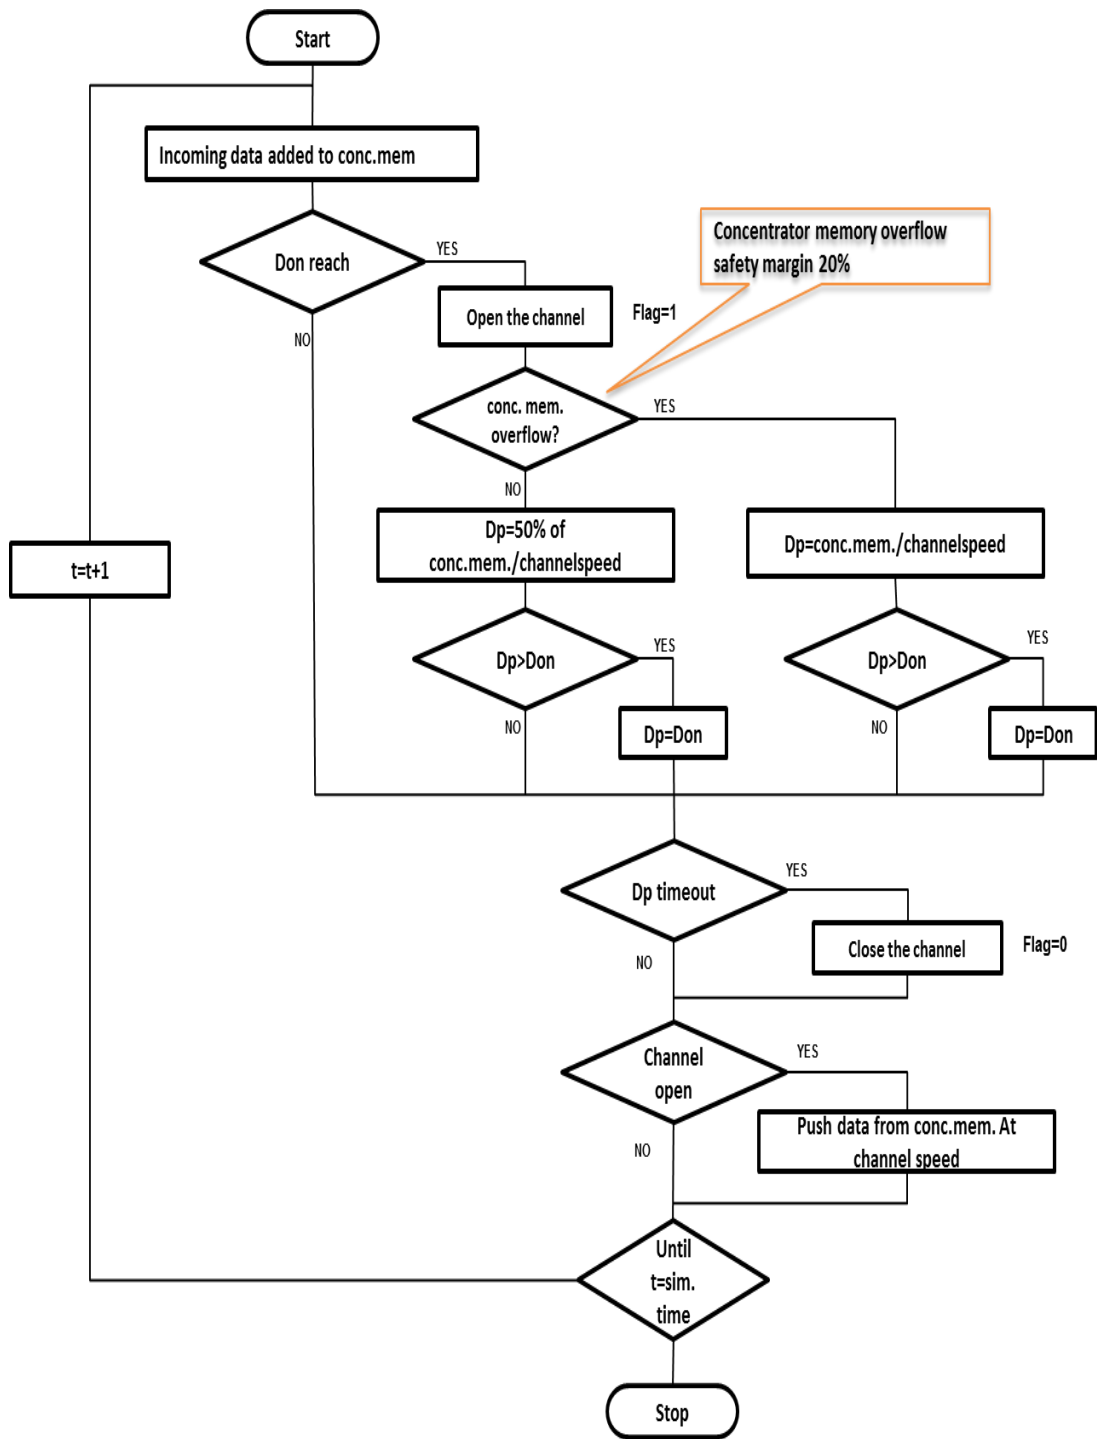 Start
Incoming data added to conc.mem
Don reach
YES
NO
Concentrator memory overflow
safety margin 20%
Open the channel
Flag=1
conc. mem.
overflow?
YES
NO
Dp=50% of
conc.mem./channelspeed
Dp=conc.mem./channelspeed
t=t+1
Dp>Don
YES
NO
Dp=Don
Dp>Don
YES
NO
Dp=Don
Dp timeout
YES
NO
Close the channel
Flag=0
Channel
open
YES
NO
Push data from conc.mem. At
channel speed
Until
t=sim.
time
Stop